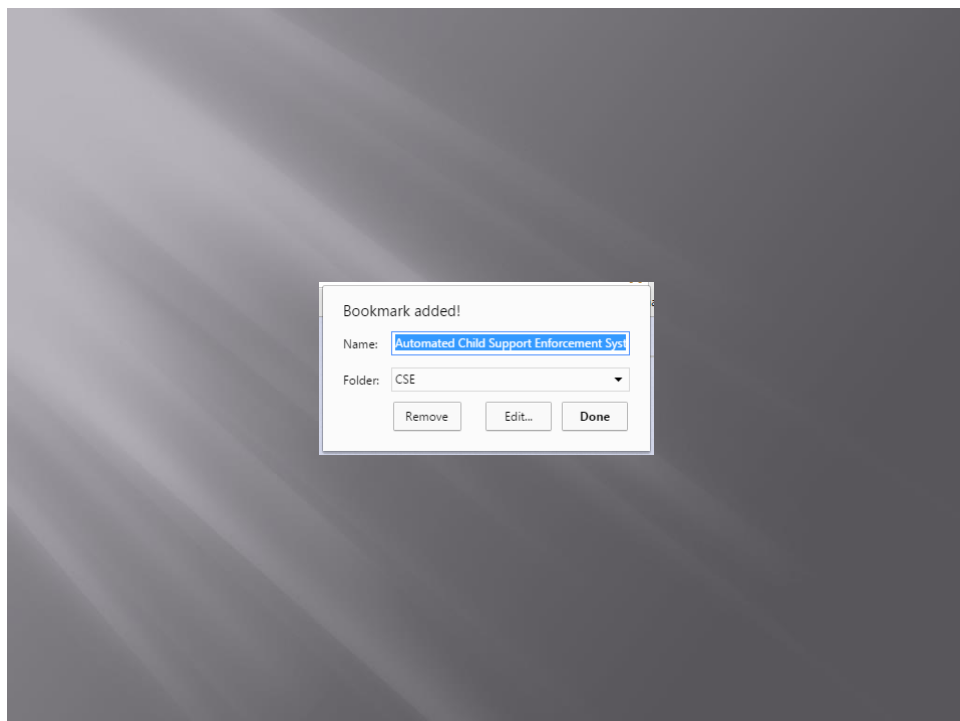 Bookmark added!
Name: Automated Child Support Enforcement Syst
Folder: CSE
Remove Edit... Done